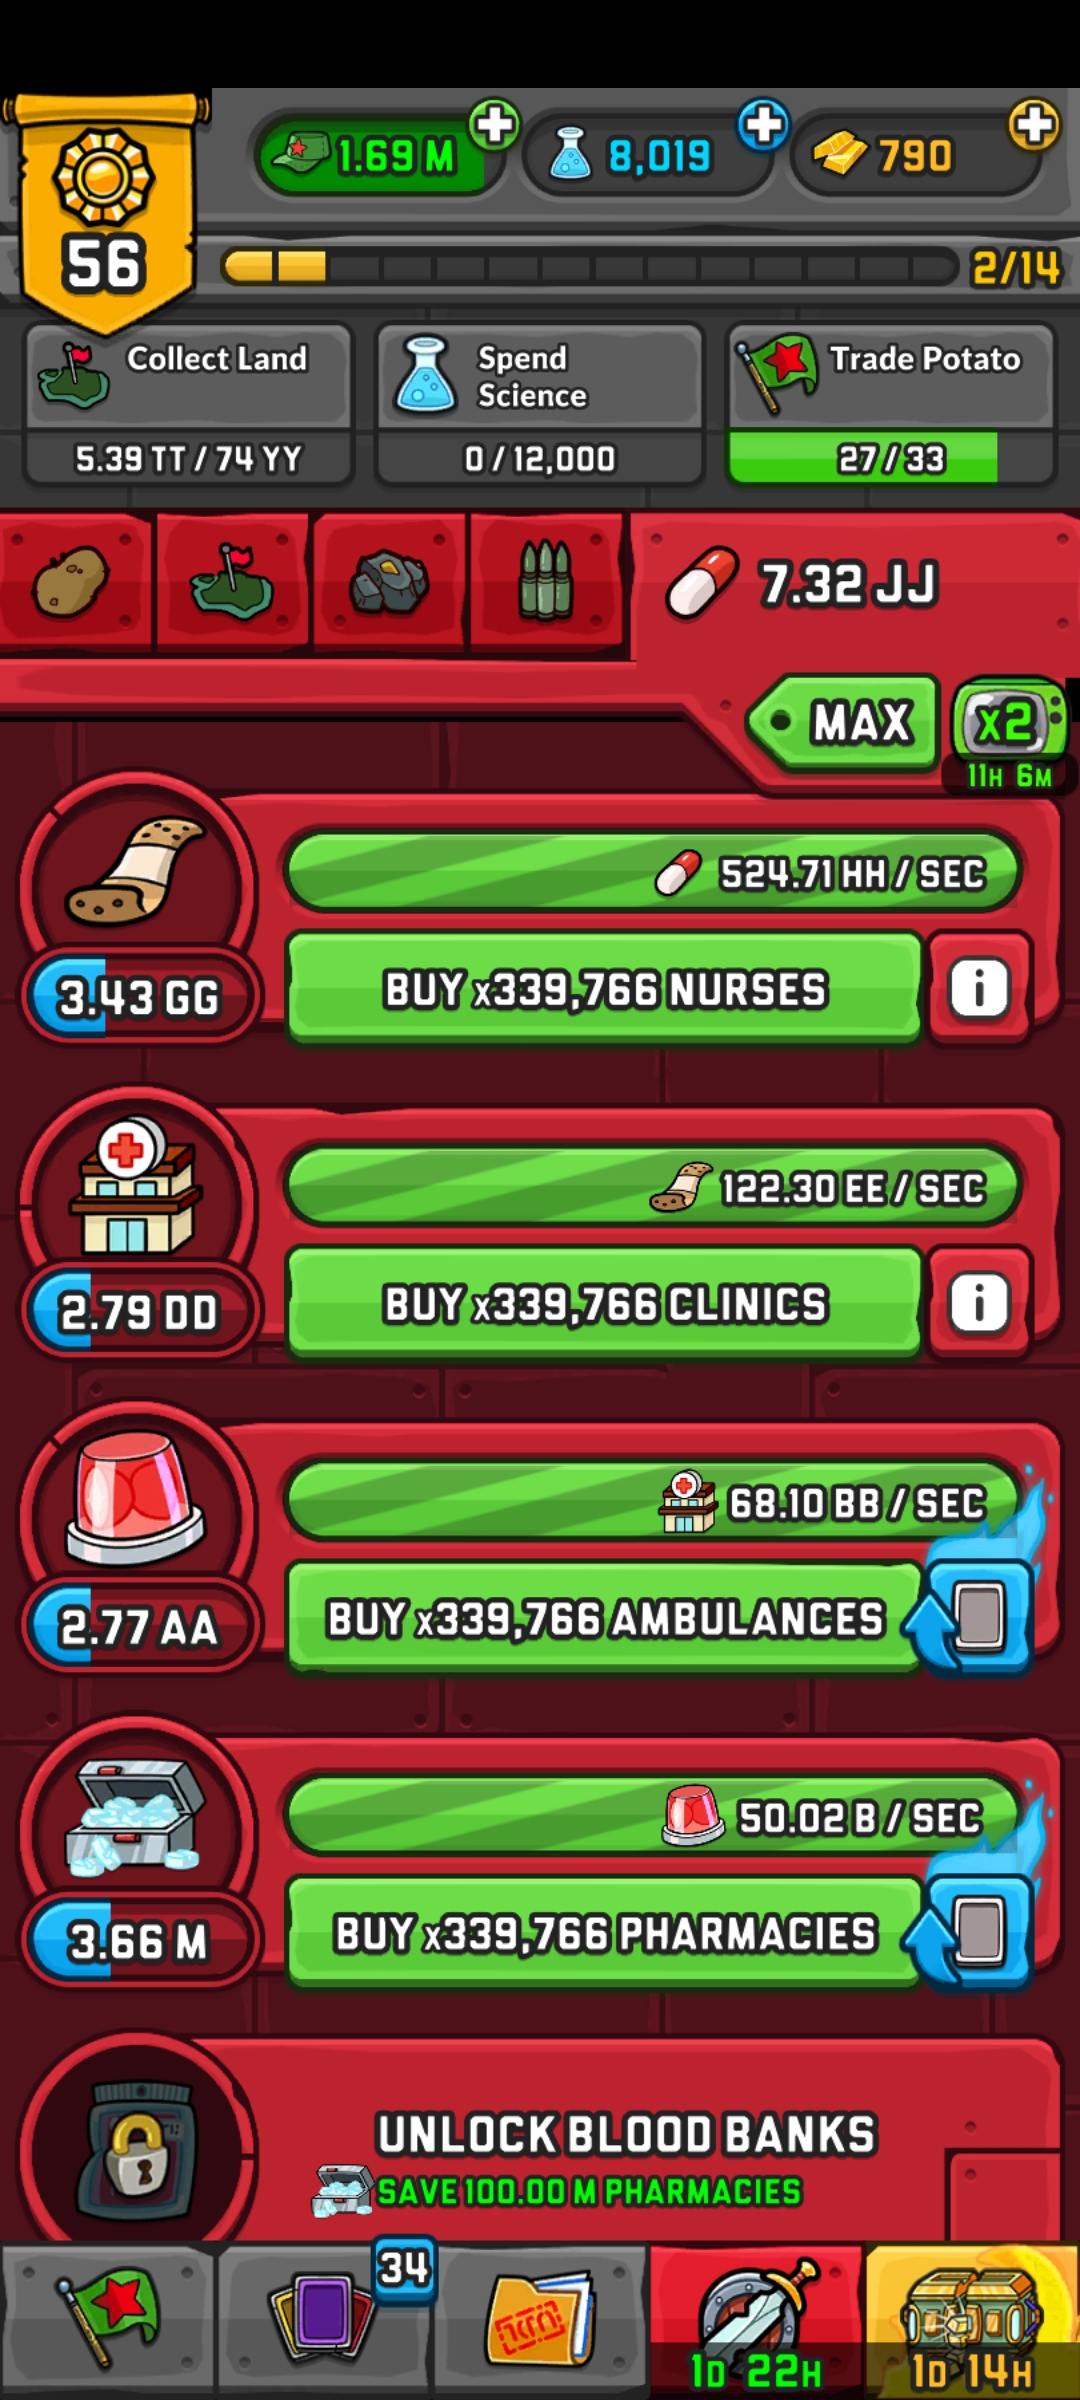 1.69 M
8,019
790
56
2/14
Collect Land
5.39 TT / 74 YY
Spend
Science
0 / 12,000
Trade Potato
27 / 33
7.32 JJ
MAX
x2
11H 6M
524.71 HH / SEC
3.43 GG
BUY x339,766 NURSES
i
122.30 EE / SEC
2.79 DD
BUY x339,766 CLINICS
i
68.10 BB / SEC
2.77 AA
BUY x339,766 AMBULANCES
50.02 B / SEC
3.66 M
BUY x339,766 PHARMACIES
UNLOCK BLOOD BANKS
SAVE 100.00 M PHARMACIES
34
1D 22H
1D 14H